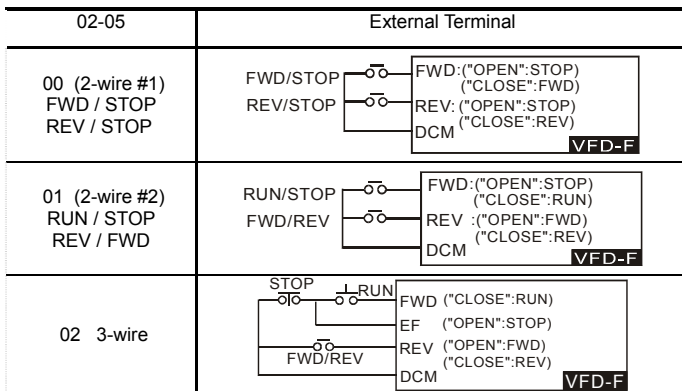 02-05 External Terminal
00 (2-wire #1)
FWD / STOP
REV / STOP
FWD/STOP
REV/STOP
FWD:("OPEN":STOP)
("CLOSE":FWD)
REV: ("OPEN":STOP)
("CLOSE":REV)
DCM
VFD-F
01 (2-wire #2)
RUN / STOP
REV / FWD
RUN/STOP
FWD/REV
FWD:("OPEN":STOP)
("CLOSE":RUN)
REV :("OPEN":FWD)
("CLOSE":REV)
DCM
VFD-F
02 3-wire
STOP
RUN
FWD/REV
FWD ("CLOSE":RUN)
EF ("OPEN":STOP)
REV ("OPEN":FWD)
("CLOSE":REV)
DCM
VFD-F